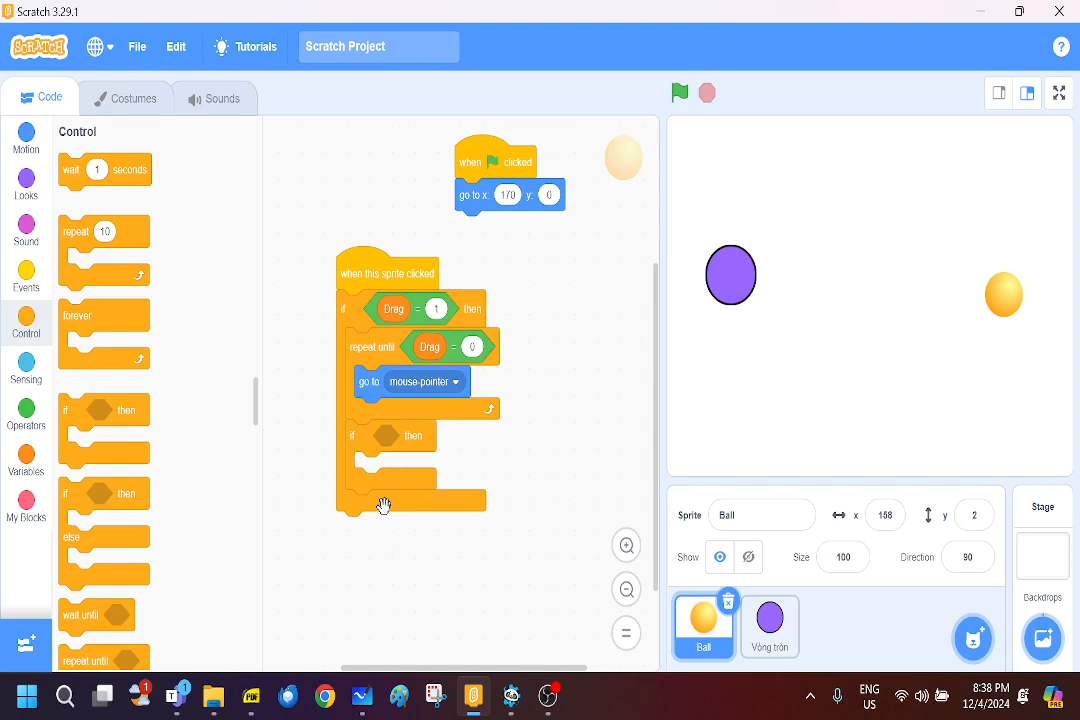 Scratch 3.29.1
SCRATCH File Edit Tutorials Scratch Project ?
Code Costumes Sounds
Motion
Looks
Sound
Events
Control
Sensing
Operators
Variables
My Blocks
Control
wait 1 seconds
repeat 10
forever
if then
if then
else
wait until
repeat until
when clicked
go to x: 170 y: 0
when this sprite clicked
if Drag = 1 then
repeat until Drag = 0
go to mouse-pointer
if then
Sprite Ball x 158 y 2
Show Size 100 Direction 90
Ball
Vòng tròn
Stage
Backdrops
1
1
PDF
ENG
US
8:38 PM
12/4/2024
PRE